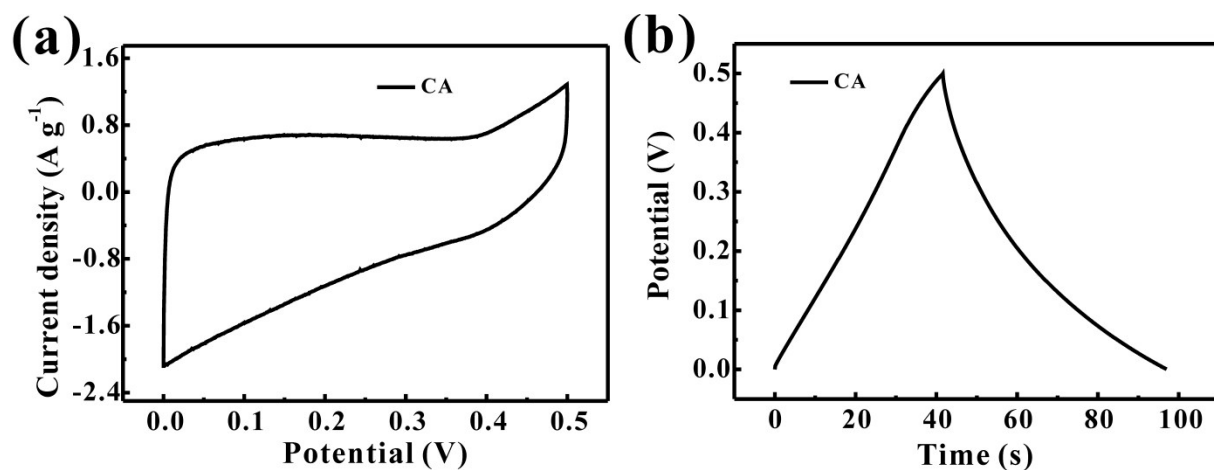 (a)
CA
Current density (A g⁻¹)
1.6
0.8
0.0
-0.8
-1.6
-2.4
0.0 0.1 0.2 0.3 0.4 0.5
Potential (V)
(b)
CA
Potential (V)
0.5
0.4
0.3
0.2
0.1
0.0
0 20 40 60 80 100
Time (s)